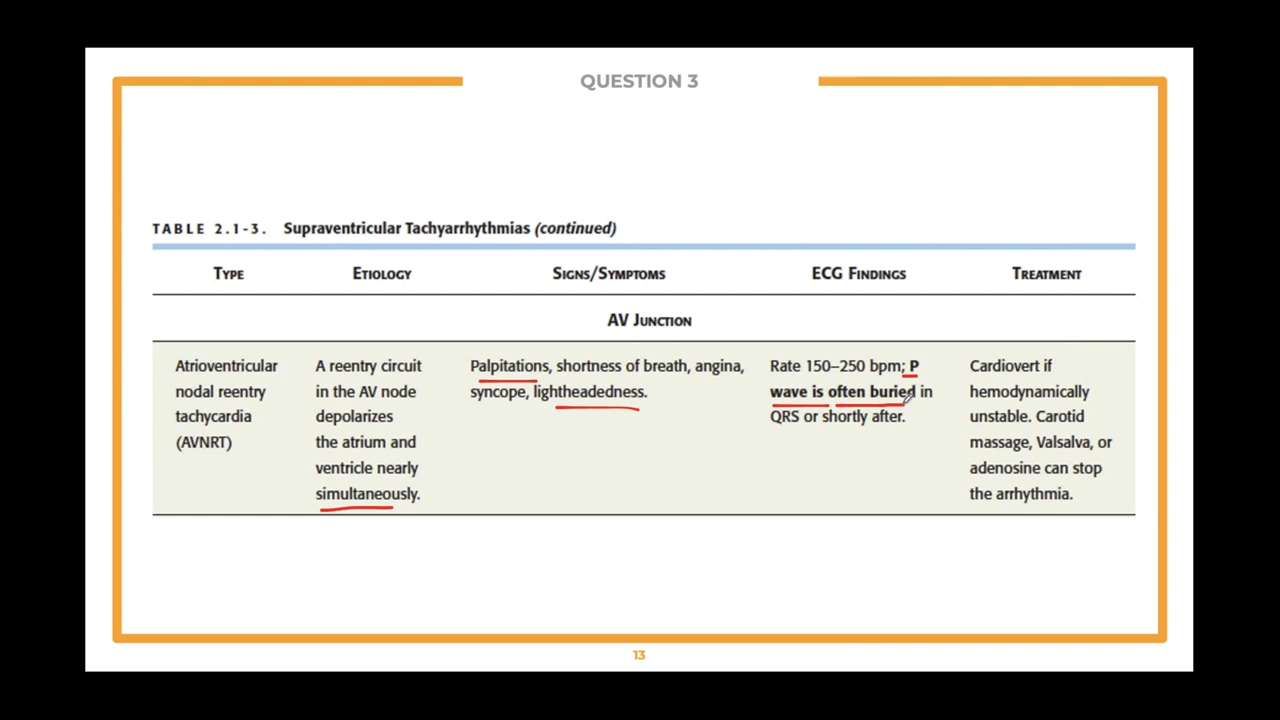 QUESTION 3
TABLE 2.1-3. Supraventricular Tachyarrhythmias (continued)
TYPE ETIOLOGY SIGNS/SYMPTOMS ECG FINDINGS TREATMENT
AV JUNCTION
Atrioventricular
nodal reentry
tachycardia
(AVNRT)
A reentry circuit
in the AV node
depolarizes
the atrium and
ventricle nearly
simultaneously.
Palpitations, shortness of breath, angina,
syncope, lightheadedness.
Rate 150–250 bpm; P
wave is often buried in
QRS or shortly after.
Cardiovert if
hemodynamically
unstable. Carotid
massage, Valsalva, or
adenosine can stop
the arrhythmia.
13